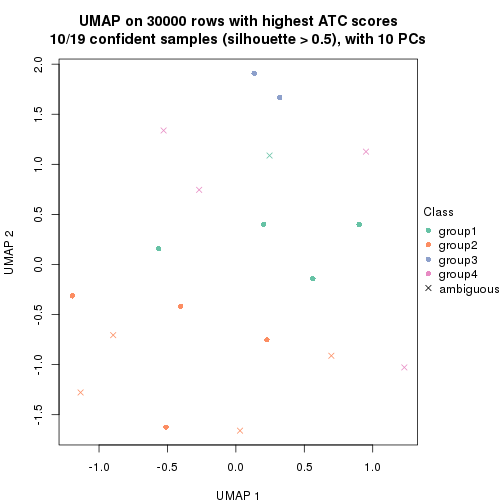 UMAP on 30000 rows with highest ATC scores
10/19 confident samples (silhouette > 0.5), with 10 PCs
2.0
1.5
1.0
0.5
0.0
-0.5
-1.0
-1.5
UMAP 2
-1.0 -0.5 0.0 0.5 1.0
UMAP 1
Class
group1
group2
group3
group4
ambiguous